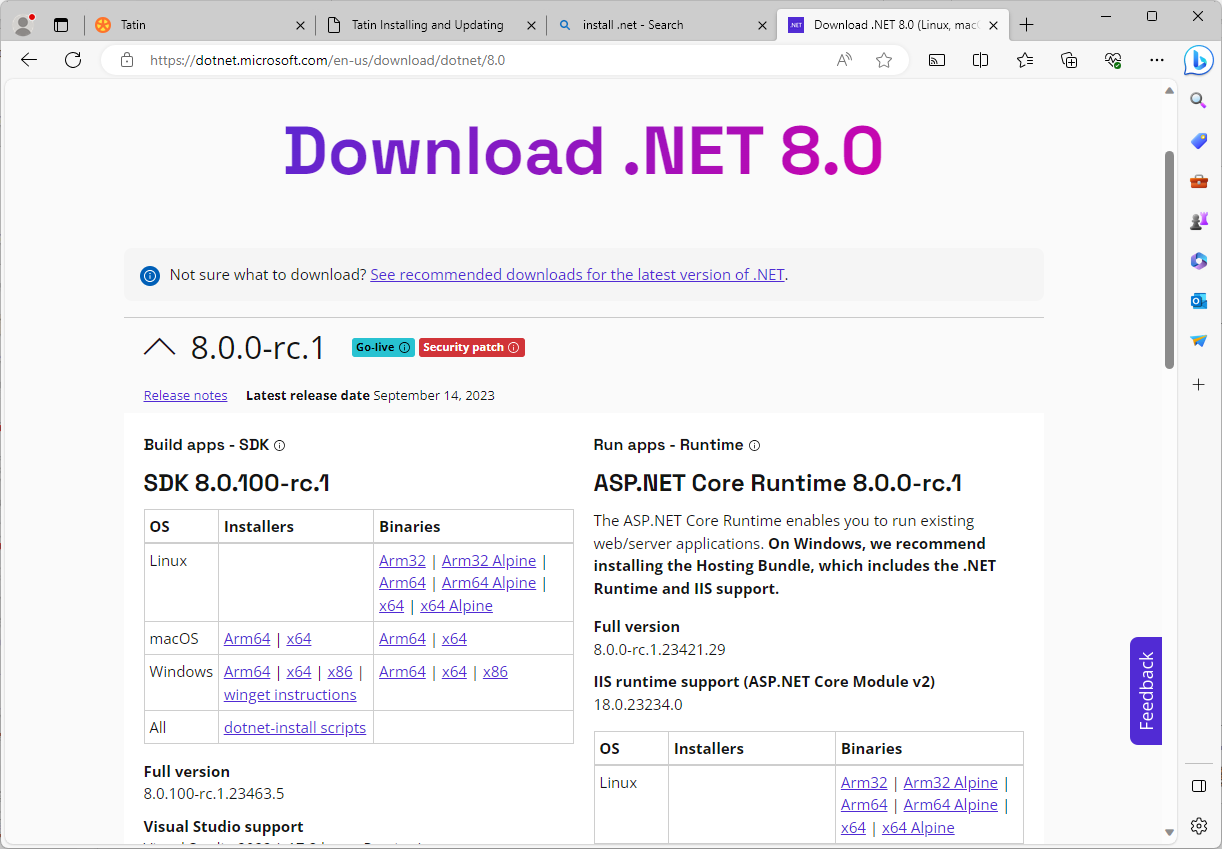 Tatin
Tatin Installing and Updating
install .net - Search
Download .NET 8.0 (Linux, mac
https://dotnet.microsoft.com/en-us/download/dotnet/8.0
Download .NET 8.0
Not sure what to download? See recommended downloads for the latest version of .NET.
8.0.0-rc.1 Go-live Security patch
Release notes Latest release date September 14, 2023
Build apps - SDK
SDK 8.0.100-rc.1
OS Installers Binaries
Linux Arm32 | Arm32 Alpine |
Arm64 | Arm64 Alpine |
x64 | x64 Alpine
macOS Arm64 | x64 Arm64 | x64
Windows Arm64 | x64 | x86 | Arm64 | x64 | x86
winget instructions
All dotnet-install scripts
Full version
8.0.100-rc.1.23463.5
Visual Studio support
Run apps - Runtime
ASP.NET Core Runtime 8.0.0-rc.1
The ASP.NET Core Runtime enables you to run existing
web/server applications. On Windows, we recommend
installing the Hosting Bundle, which includes the .NET
Runtime and IIS support.
Full version
8.0.0-rc.1.23421.29
IIS runtime support (ASP.NET Core Module v2)
18.0.23234.0
OS Installers Binaries
Linux Arm32 | Arm32 Alpine |
Arm64 | Arm64 Alpine |
x64 | x64 Alpine
Feedback